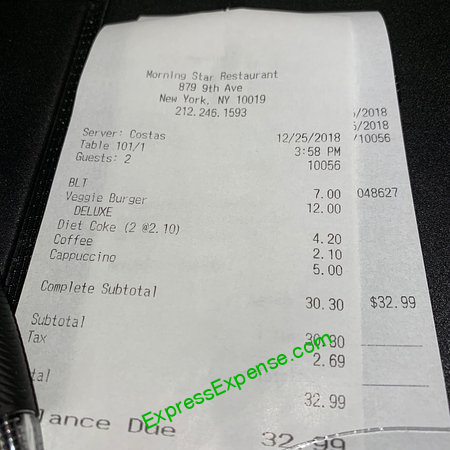 Morning Star Restaurant
879 9th Ave
New York, NY 10019
212.246.1593
/2018
/2018
Server: Costas 12/25/2018 /10056
Table 101/1 3:58 PM
Guests: 2 10056
BLT 7.00 048627
Veggie Burger 12.00
DELUXE
Diet Coke (2 @2.10) 4.20
Coffee 2.10
Cappuccino 5.00
Complete Subtotal 30.30 $32.99
Subtotal 30.30
Tax 2.69
tal 32.99
lance Due 32.99
ExpressExpense.com